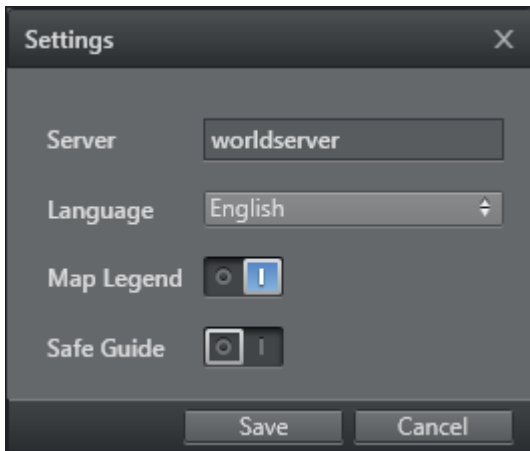 Settings X
Server worldserver
Language English
Map Legend O I
Safe Guide O I
Save Cancel